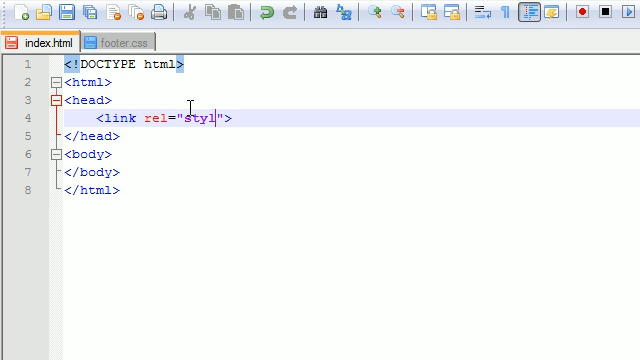 index.html footer.css
1 <!DOCTYPE html>
2 <html>
3 <head>
4 <link rel="styl">
5 </head>
6 <body>
7 </body>
8 </html>